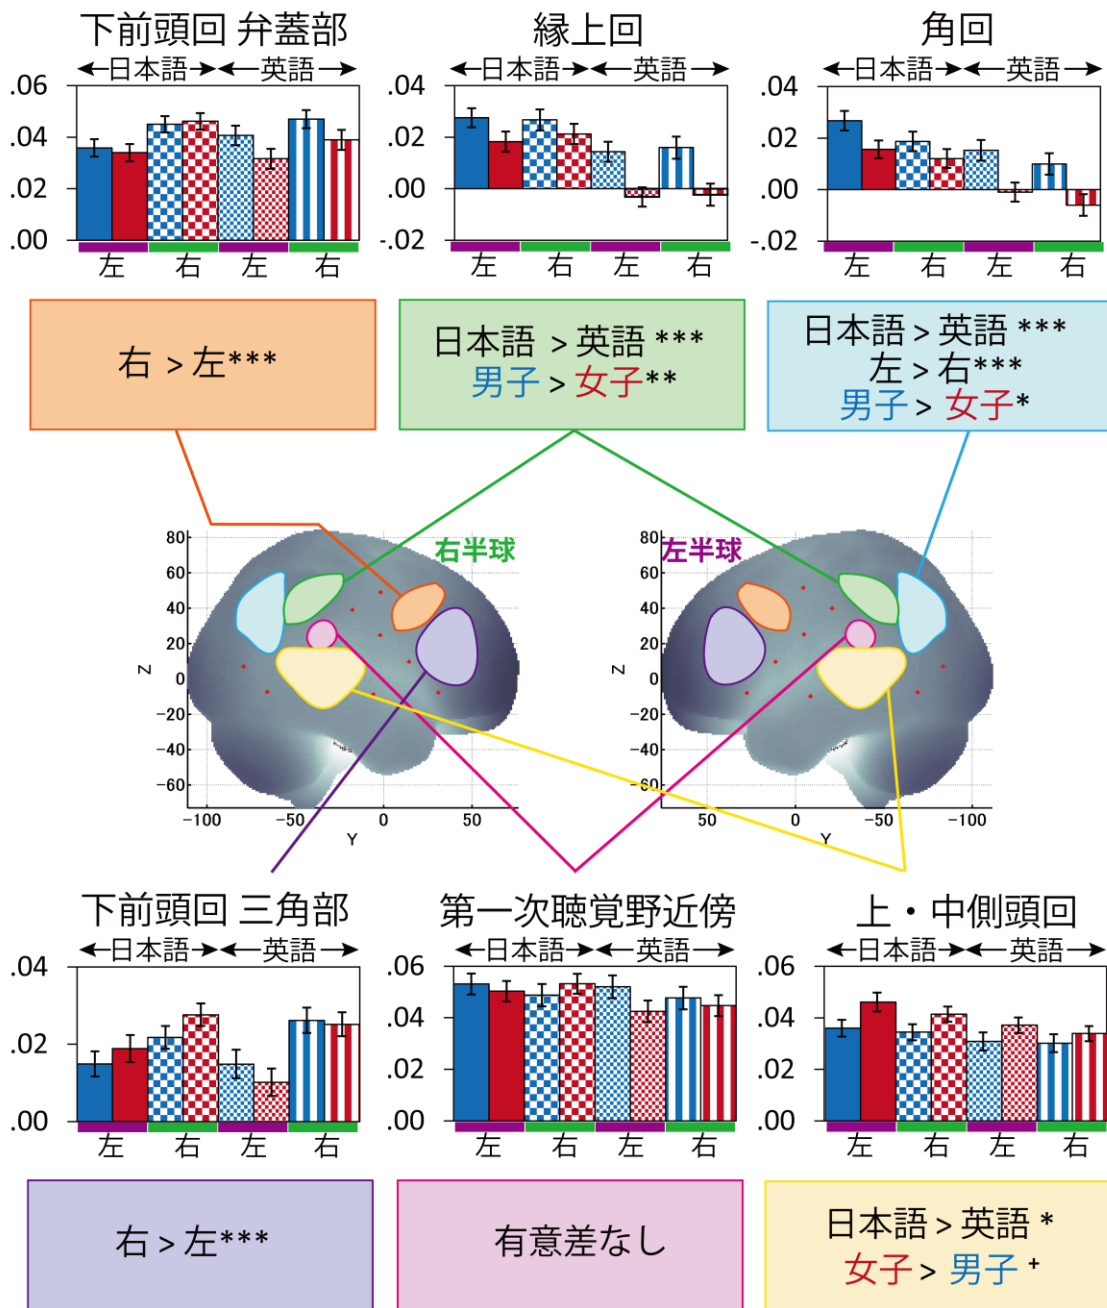 下前頭回 弁蓋部
縁上回
角回
日本語 英語
日本語 英語
日本語 英語
.06
.04
.02
.00
.04
.02
.00
-.02
.04
.02
.00
-.02
左 右 左 右
左 右 左 右
左 右 左 右
右 > 左***
日本語 > 英語 ***
男子 > 女子**
日本語 > 英語 ***
左 > 右***
男子 > 女子*
右半球
左半球
80
60
40
20
0
−20
−40
−60
Z
−100 −50 0 50
Y
80
60
40
20
0
−20
−40
−60
Z
50 0 −50 −100
Y
下前頭回 三角部
第一次聴覚野近傍
上・中側頭回
日本語 英語
日本語 英語
日本語 英語
.04
.02
.00
.06
.04
.02
.00
.06
.04
.02
.00
左 右 左 右
左 右 左 右
左 右 左 右
右 > 左***
有意差なし
日本語 > 英語 *
女子 > 男子 +